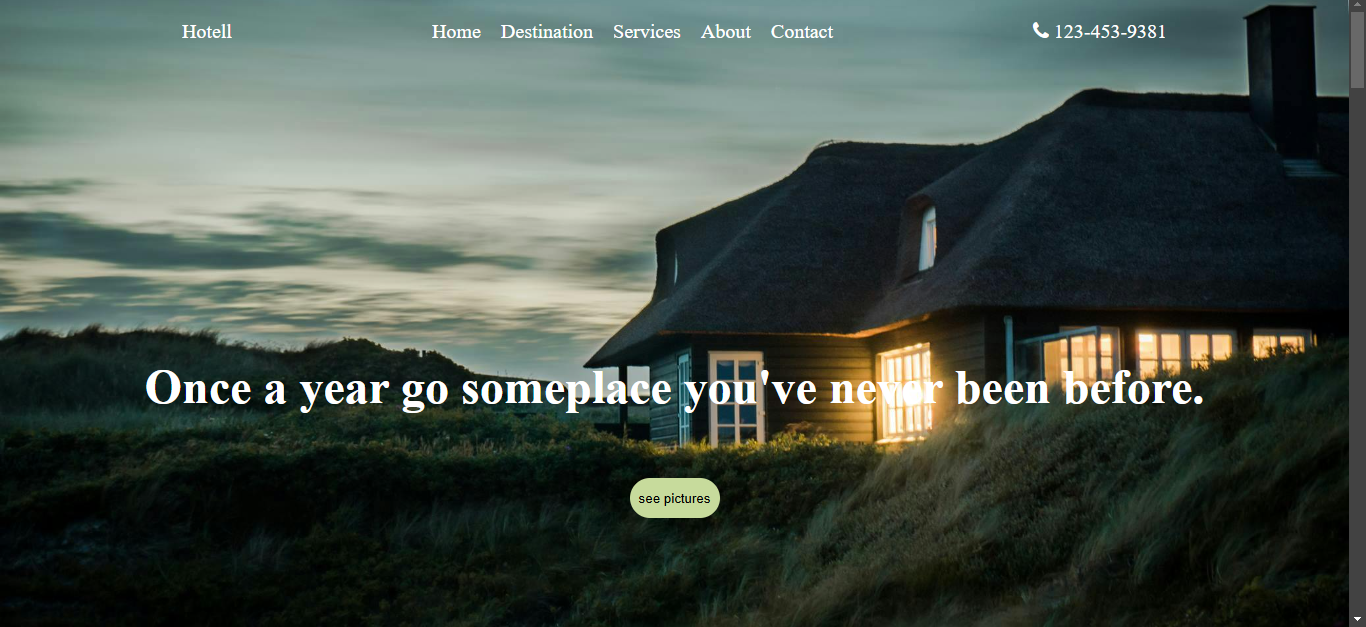 Hotell
Home Destination Services About Contact
123-453-9381
Once a year go someplace you've never been before.
see pictures